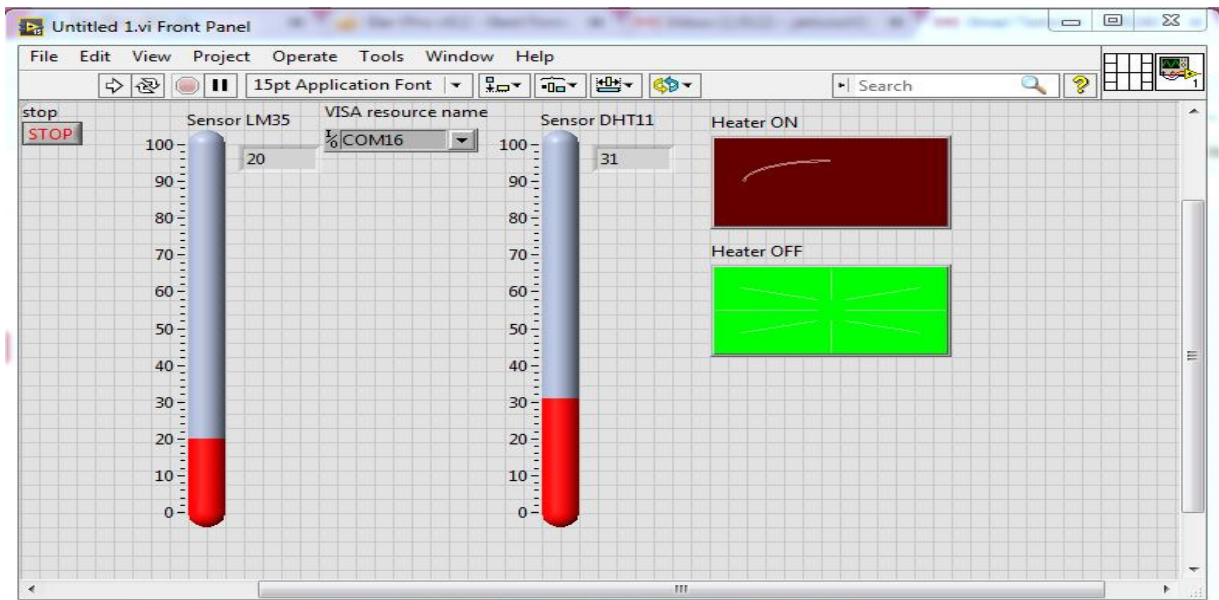 Untitled 1.vi Front Panel
File Edit View Project Operate Tools Window Help
15pt Application Font
Search
1
stop
STOP
Sensor LM35
20
100
90
80
70
60
50
40
30
20
10
0
VISA resource name
COM16
Sensor DHT11
31
100
90
80
70
60
50
40
30
20
10
0
Heater ON
Heater OFF